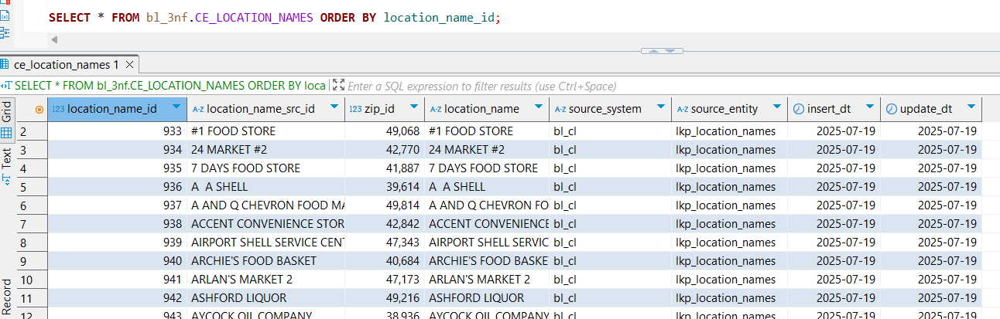 SELECT * FROM bl_3nf.CE_LOCATION_NAMES ORDER BY location_name_id;
ce_location_names 1
SELECT * FROM bl_3nf.CE_LOCATION_NAMES ORDER BY loca Enter a SQL expression to filter results (use Ctrl+Space)
Grid
Text
Record
123 location_name_id A-Z location_name_src_id 123 zip_id A-Z location_name A-Z source_system A-Z source_entity insert_dt update_dt
2 933 #1 FOOD STORE 49,068 #1 FOOD STORE bl_cl lkp_location_names 2025-07-19 2025-07-19
3 934 24 MARKET #2 42,770 24 MARKET #2 bl_cl lkp_location_names 2025-07-19 2025-07-19
4 935 7 DAYS FOOD STORE 41,887 7 DAYS FOOD STORE bl_cl lkp_location_names 2025-07-19 2025-07-19
5 936 A  A SHELL 39,614 A  A SHELL bl_cl lkp_location_names 2025-07-19 2025-07-19
6 937 A AND Q CHEVRON FOOD MA 49,814 A AND Q CHEVRON FO bl_cl lkp_location_names 2025-07-19 2025-07-19
7 938 ACCENT CONVENIENCE STOR 42,842 ACCENT CONVENIENCE bl_cl lkp_location_names 2025-07-19 2025-07-19
8 939 AIRPORT SHELL SERVICE CENT 47,343 AIRPORT SHELL SERVIC bl_cl lkp_location_names 2025-07-19 2025-07-19
9 940 ARCHIE'S FOOD BASKET 40,684 ARCHIE'S FOOD BASKET bl_cl lkp_location_names 2025-07-19 2025-07-19
10 941 ARLAN'S MARKET 2 47,173 ARLAN'S MARKET 2 bl_cl lkp_location_names 2025-07-19 2025-07-19
11 942 ASHFORD LIQUOR 49,216 ASHFORD LIQUOR bl_cl lkp_location_names 2025-07-19 2025-07-19
12 943 AYCOCK OIL COMPANY 38,936 AYCOCK OIL COMPANY bl_cl lkp_location_names 2025-07-19 2025-07-19